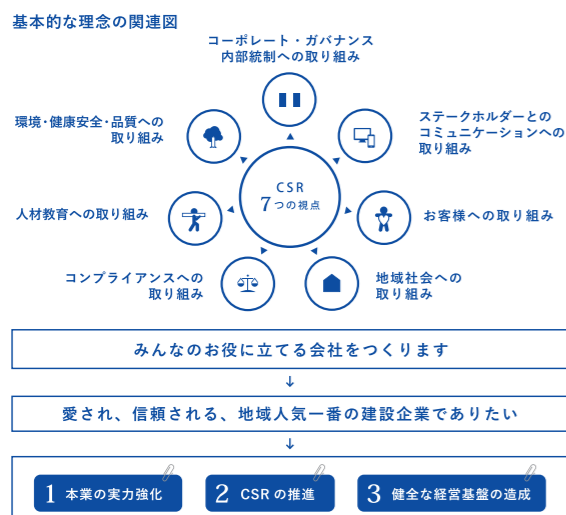 基本的な理念の関連図
コーポレート・ガバナンス
内部統制への取り組み
環境・健康安全・品質への
取り組み
ステークホルダーとの
コミュニケーションへの
取り組み
CSR
7つの視点
人材教育への取り組み
お客様への取り組み
コンプライアンスへの
取り組み
地域社会への
取り組み
みんなのお役に立てる会社をつくります
↓
愛され、信頼される、地域人気一番の建設企業でありたい
↓
1 本業の実力強化
2 CSRの推進
3 健全な経営基盤の造成